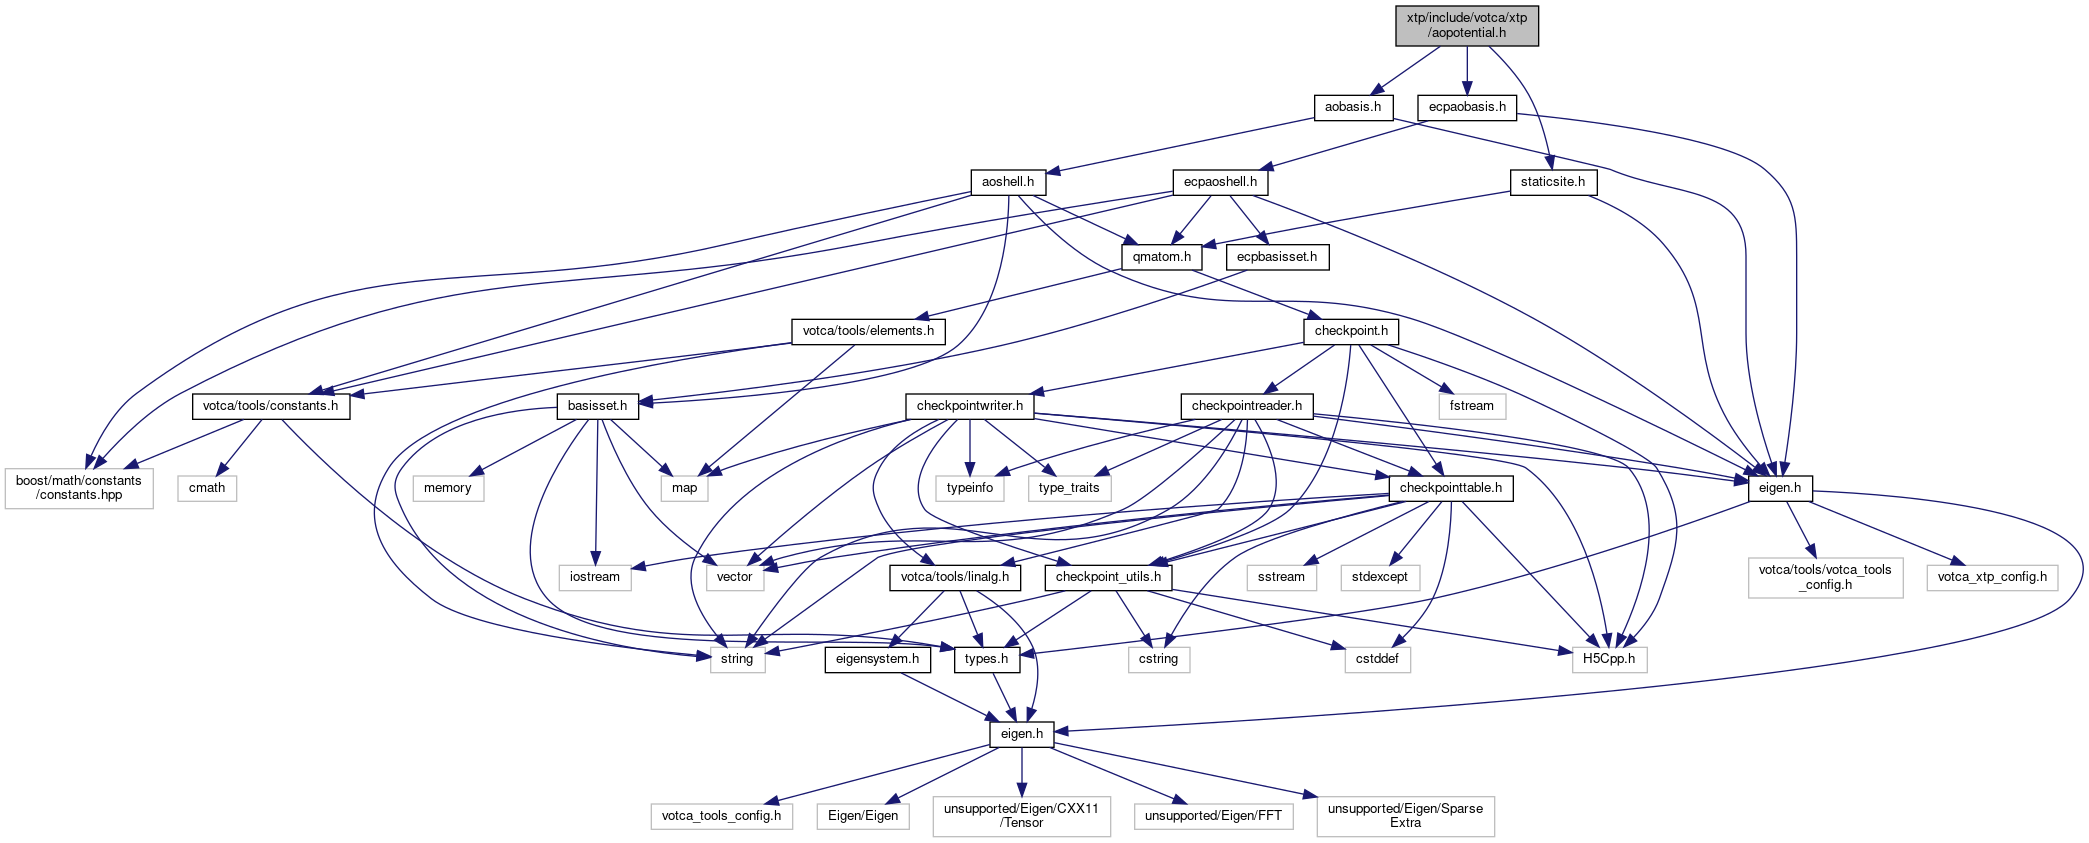 xtp/include/votca/xtp
/aopotential.h
aobasis.h
ecpaobasis.h
aoshell.h
ecpaoshell.h
staticsite.h
qmatom.h
ecpbasisset.h
votca/tools/elements.h
checkpoint.h
votca/tools/constants.h
basisset.h
checkpointwriter.h
checkpointreader.h
fstream
boost/math/constants
/constants.hpp
cmath
memory
map
typeinfo
type_traits
checkpointtable.h
eigen.h
iostream
vector
votca/tools/linalg.h
checkpoint_utils.h
sstream
stdexcept
votca/tools/votca_tools
_config.h
votca_xtp_config.h
string
eigensystem.h
types.h
cstring
cstddef
H5Cpp.h
eigen.h
votca_tools_config.h
Eigen/Eigen
unsupported/Eigen/CXX11
/Tensor
unsupported/Eigen/FFT
unsupported/Eigen/Sparse
Extra